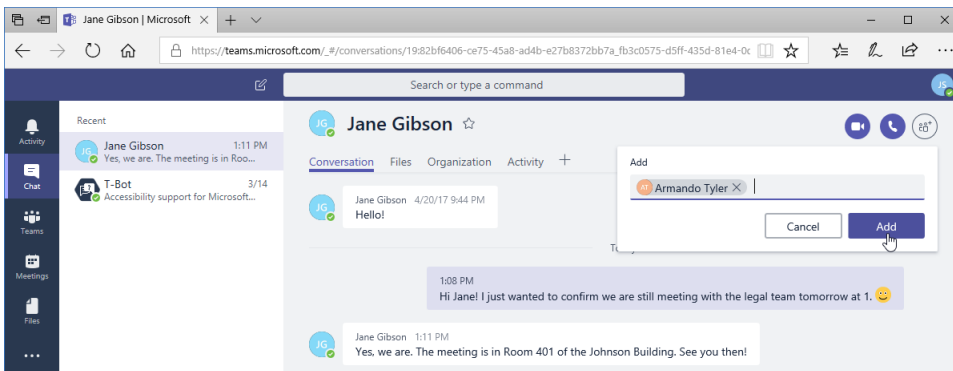 Jane Gibson | Microsoft
https://teams.microsoft.com/_#/conversations/19:82bf6406-ce75-45a8-ad4b-e27b8372bb7a_fb3c0575-d5ff-435d-81e4-0c
Search or type a command
JS
Activity
Chat
Teams
Meetings
Files
Recent
JG
Jane Gibson 1:11 PM
Yes, we are. The meeting is in Roo...
T-Bot 3/14
Accessibility support for Microsoft...
JG Jane Gibson
Conversation Files Organization Activity
Add
AT Armando Tyler
Cancel Add
JG
Jane Gibson 4/20/17 9:44 PM
Hello!
1:08 PM
Hi Jane! I just wanted to confirm we are still meeting with the legal team tomorrow at 1.
JG
Jane Gibson 1:11 PM
Yes, we are. The meeting is in Room 401 of the Johnson Building. See you then!